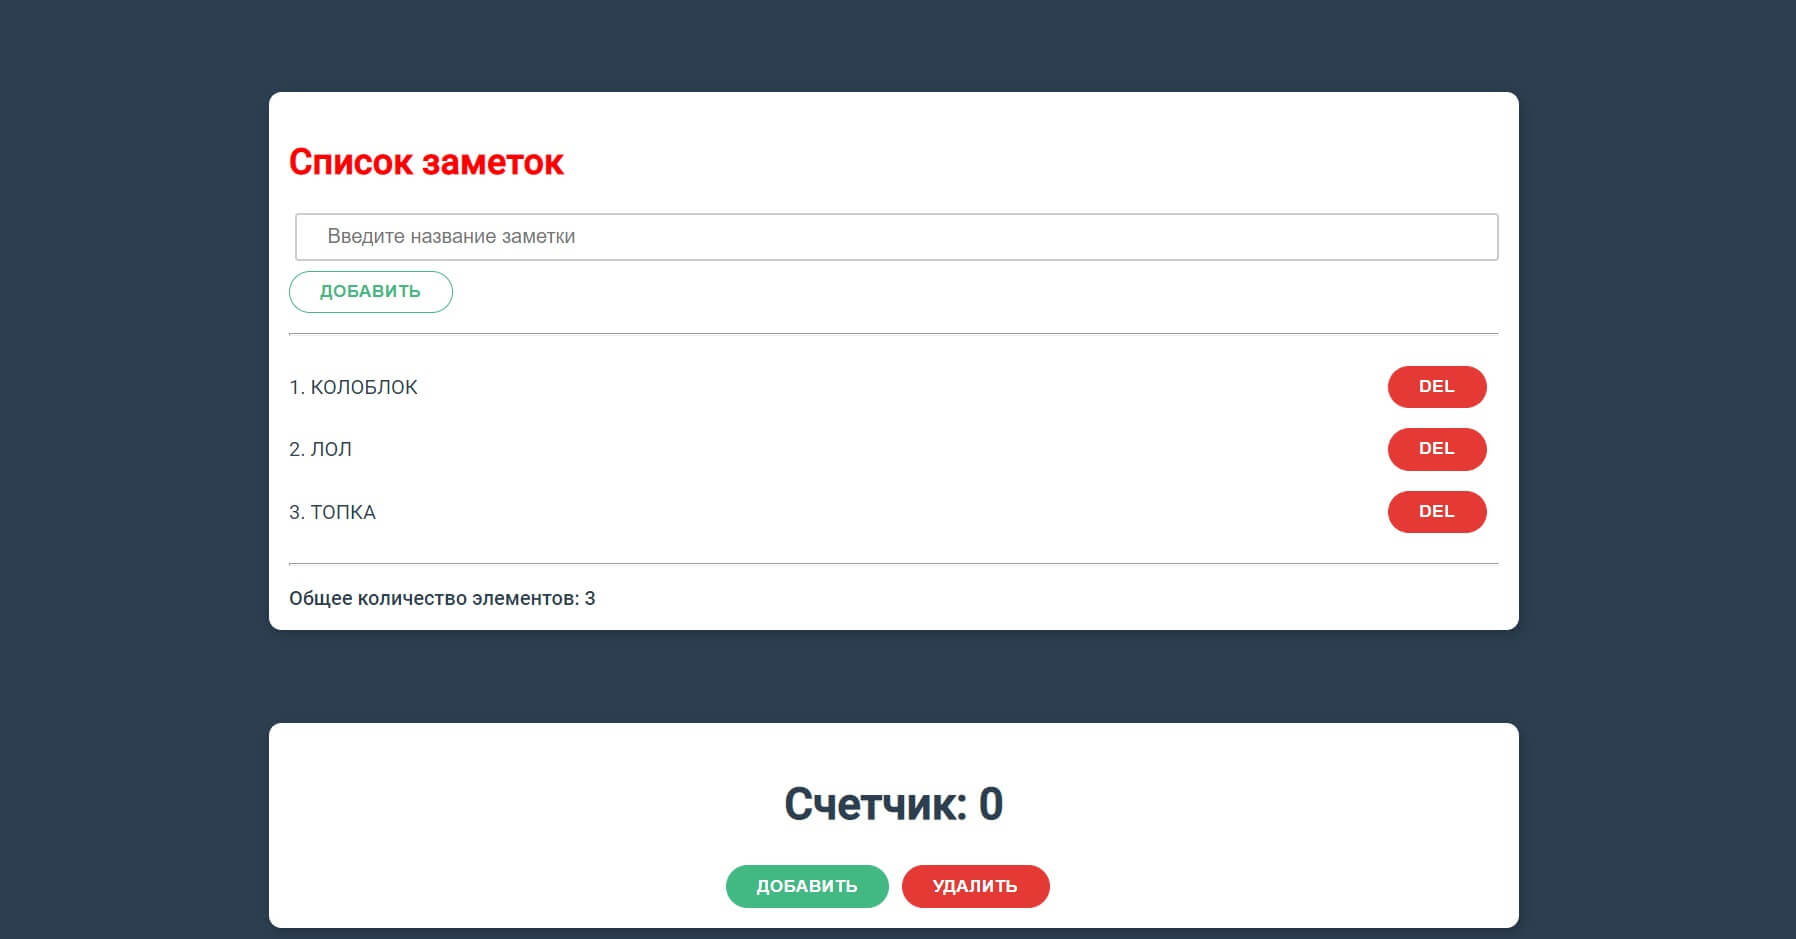 Список заметок
Введите название заметки
ДОБАВИТЬ
1. КОЛОБЛОК DEL
2. ЛОЛ DEL
3. ТОПКА DEL
Общее количество элементов: 3
Счетчик: 0
ДОБАВИТЬ УДАЛИТЬ